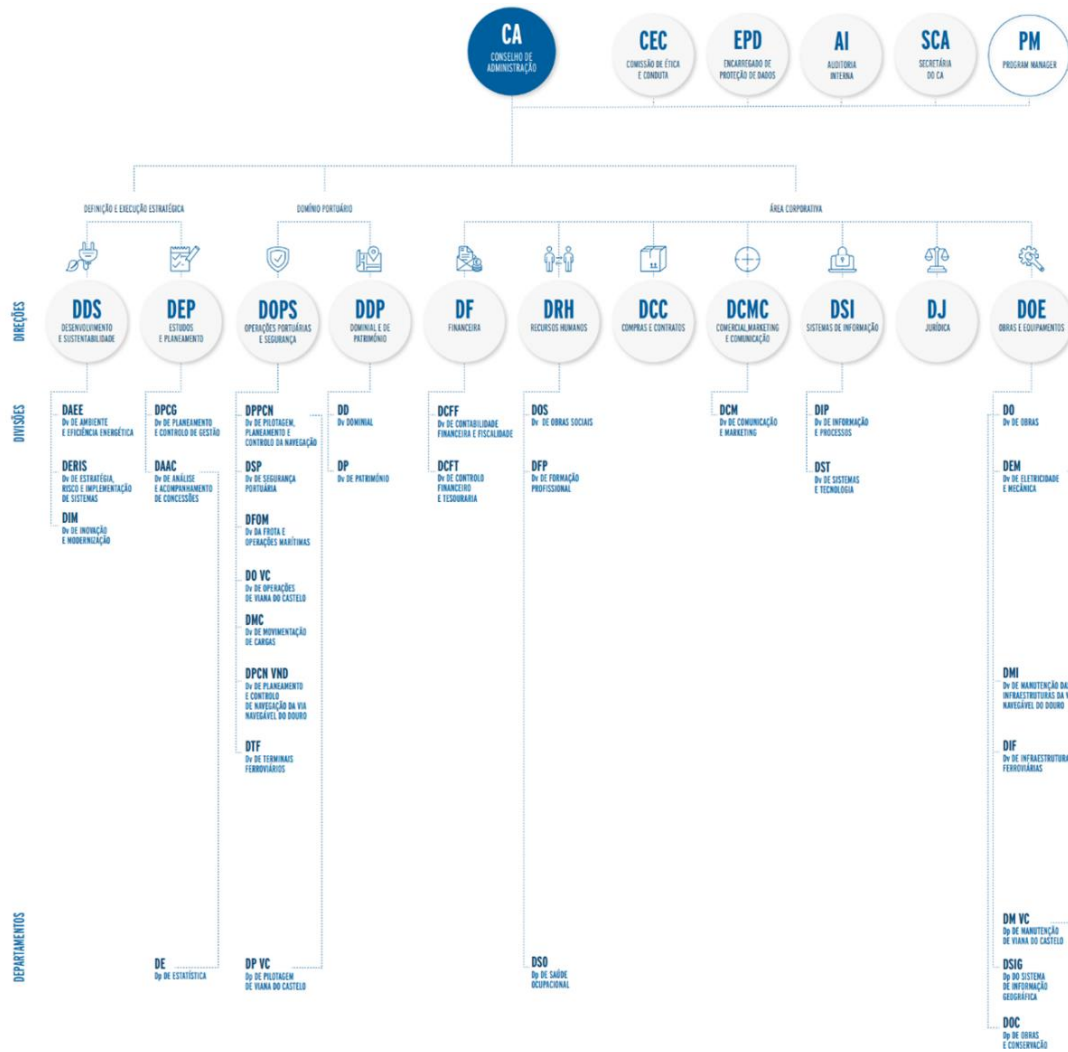 CA
CONSELHO DE
ADMINISTRAÇÃO
CEC
COMISSÃO DE ÉTICA
E CONDUTA
EPD
ENCARREGADO DE
PROTEÇÃO DE DADOS
AI
AUDITORIA
INTERNA
SCA
SECRETÁRIA
DO CA
PM
PROGRAM MANAGER
DEFINIÇÃO E EXECUÇÃO ESTRATÉGICA
DOMÍNIO PORTUÁRIO
ÁREA CORPORATIVA
DIREÇÕES
DDS
DESENVOLVIMENTO
E SUSTENTABILIDADE
DEP
ESTUDOS
E PLANEAMENTO
DOPS
OPERAÇÕES PORTUÁRIAS
E SEGURANÇA
DDP
DOMINIAL E DE
PATRIMÓNIO
DF
FINANCEIRA
DRH
RECURSOS HUMANOS
DCC
COMPRAS E CONTRATOS
DCMC
COMERCIAL,MARKETING
E COMUNICAÇÃO
DSI
SISTEMAS DE INFORMAÇÃO
DJ
JURÍDICA
DOE
OBRAS E EQUIPAMENTOS
DIVISÕES
DAEE
Dv DE AMBIENTE
E EFICIÊNCIA ENERGÉTICA
DERIS
Dv DE ESTRATÉGIA,
RISCO E IMPLEMENTAÇÃO
DE SISTEMAS
DIM
Dv DE INOVAÇÃO
E MODERNIZAÇÃO
DPCG
Dv DE PLANEAMENTO
E CONTROLO DE GESTÃO
DAAC
Dv DE ANÁLISE
E ACOMPANHAMENTO
DE CONCESSÕES
DPPCN
Dv DE PILOTAGEM,
PLANEAMENTO E
CONTROLO DA NAVEGAÇÃO
DSP
Dv DE SEGURANÇA
PORTUÁRIA
DFOM
Dv DA FROTA E
OPERAÇÕES MARÍTIMAS
DO VC
Dv DE OPERAÇÕES
DE VIANA DO CASTELO
DMC
Dv DE MOVIMENTAÇÃO
DE CARGAS
DPCN VND
Dv DE PLANEAMENTO
E CONTROLO
DE NAVEGAÇÃO DA VIA
NAVEGÁVEL DO DOURO
DTF
Dv DE TERMINAIS
FERROVIÁRIOS
DD
Dv DOMINIAL
DP
Dv DE PATRIMÓNIO
DCFF
Dv DE CONTABILIDADE
FINANCEIRA E FISCALIDADE
DCFT
Dv DE CONTROLO
FINANCEIRO
E TESOURARIA
DOS
Dv DE OBRAS SOCIAIS
DFP
Dv DE FORMAÇÃO
PROFISSIONAL
DCM
Dv DE COMUNICAÇÃO
E MARKETING
DIP
Dv DE INFORMAÇÃO
E PROCESSOS
DST
Dv DE SISTEMAS
E TECNOLOGIA
DO
Dv DE OBRAS
DEM
Dv DE ELETRICIDADE
E MECÂNICA
DMI
Dv DE MANUTENÇÃO DA
INFRAESTRUTURAS DA V
NAVEGÁVEL DO DOURO
DIF
Dv DE INFRAESTRUTURA
FERROVIÁRIAS
DEPARTAMENTOS
DE
Dp DE ESTATÍSTICA
DP VC
Dp DE PILOTAGEM
DE VIANA DO CASTELO
DSO
Dp DE SAÚDE
OCUPACIONAL
DM VC
Dp DE MANUTENÇÃO
DE VIANA DO CASTELO
DSIG
Dp DO SISTEMA
DE INFORMAÇÃO
GEOGRÁFICA
DOC
Dp DE OBRAS
E CONSERVAÇÃO